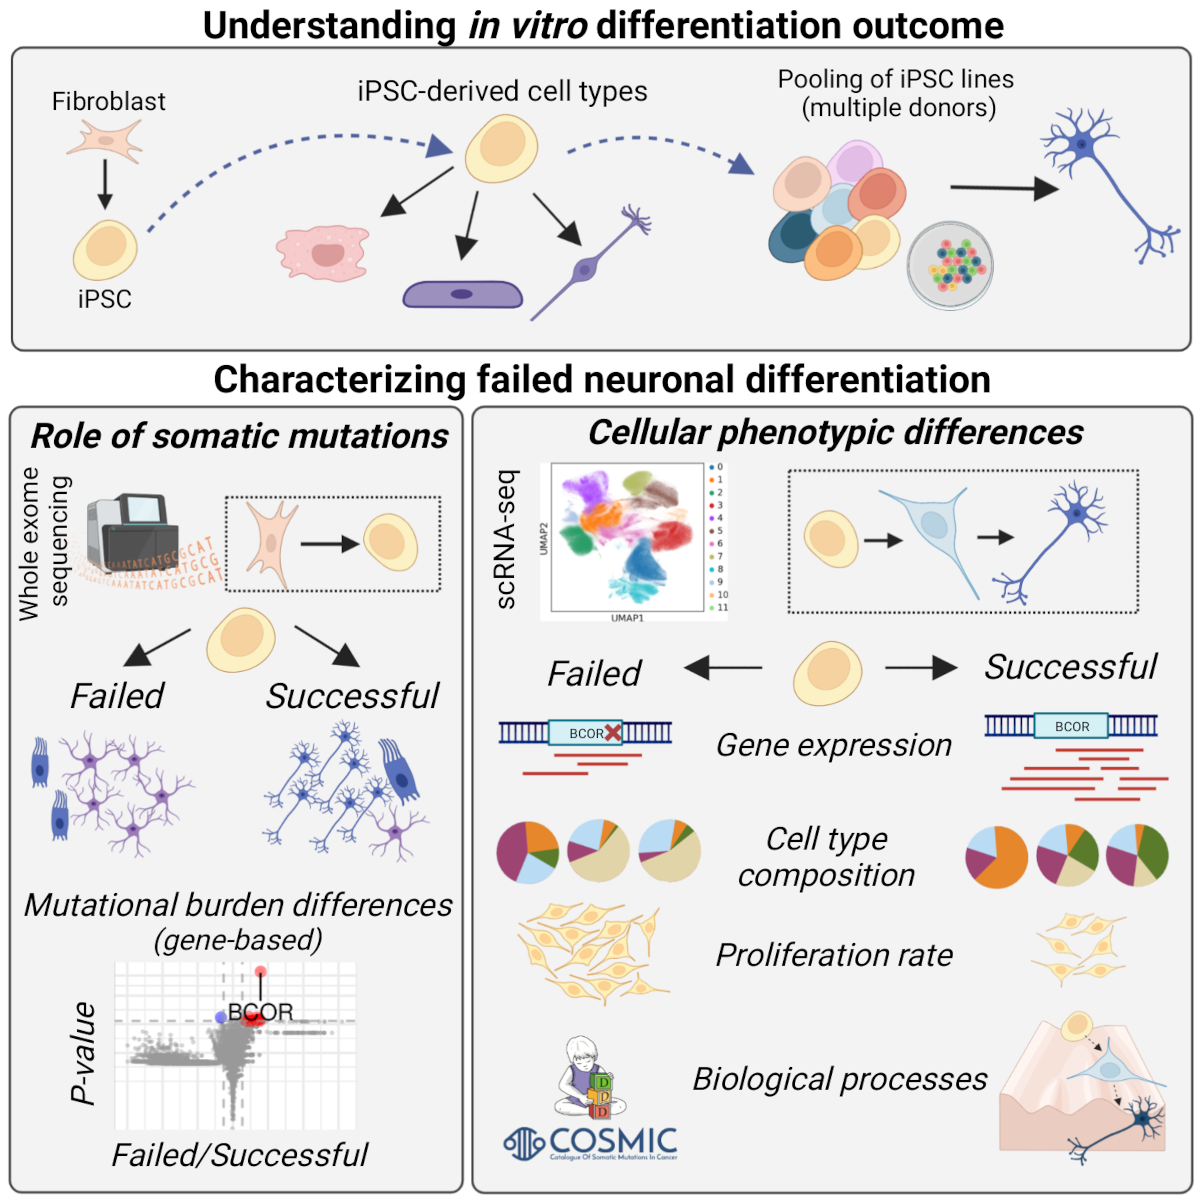 Understanding in vitro differentiation outcome
Fibroblast
iPSC
iPSC-derived cell types
Pooling of iPSC lines
(multiple donors)
Characterizing failed neuronal differentiation
Role of somatic mutations
Whole exome
sequencing
Failed
Successful
Mutational burden differences
(gene-based)
BCOR
P-value
Failed/Successful
Cellular phenotypic differences
scRNA-seq
UMAP2
UMAP1
0
1
2
3
4
5
6
7
8
9
10
11
Failed
Successful
BCOR
Gene expression
BCOR
Cell type
composition
Proliferation rate
Biological processes
D
D
D
COSMIC
Catalogue Of Somatic Mutations In Cancer